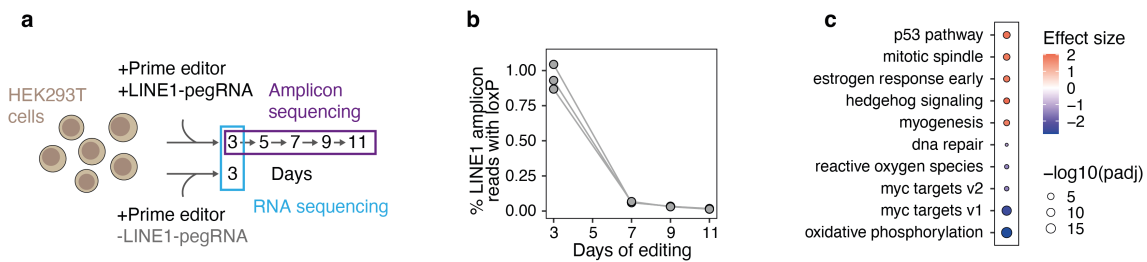 a
+Prime editor
+LINE1-pegRNA
HEK293T
cells
Amplicon
sequencing
3 5 7 9 11
3 Days
RNA sequencing
+Prime editor
-LINE1-pegRNA
b
% LINE1 amplicon
reads with loxP
1.00
0.75
0.50
0.25
0.00
3 5 7 9 11
Days of editing
c
p53 pathway
mitotic spindle
estrogen response early
hedgehog signaling
myogenesis
dna repair
reactive oxygen species
myc targets v2
myc targets v1
oxidative phosphorylation
Effect size
2
1
0
−1
−2
−log10(padj)
5
10
15